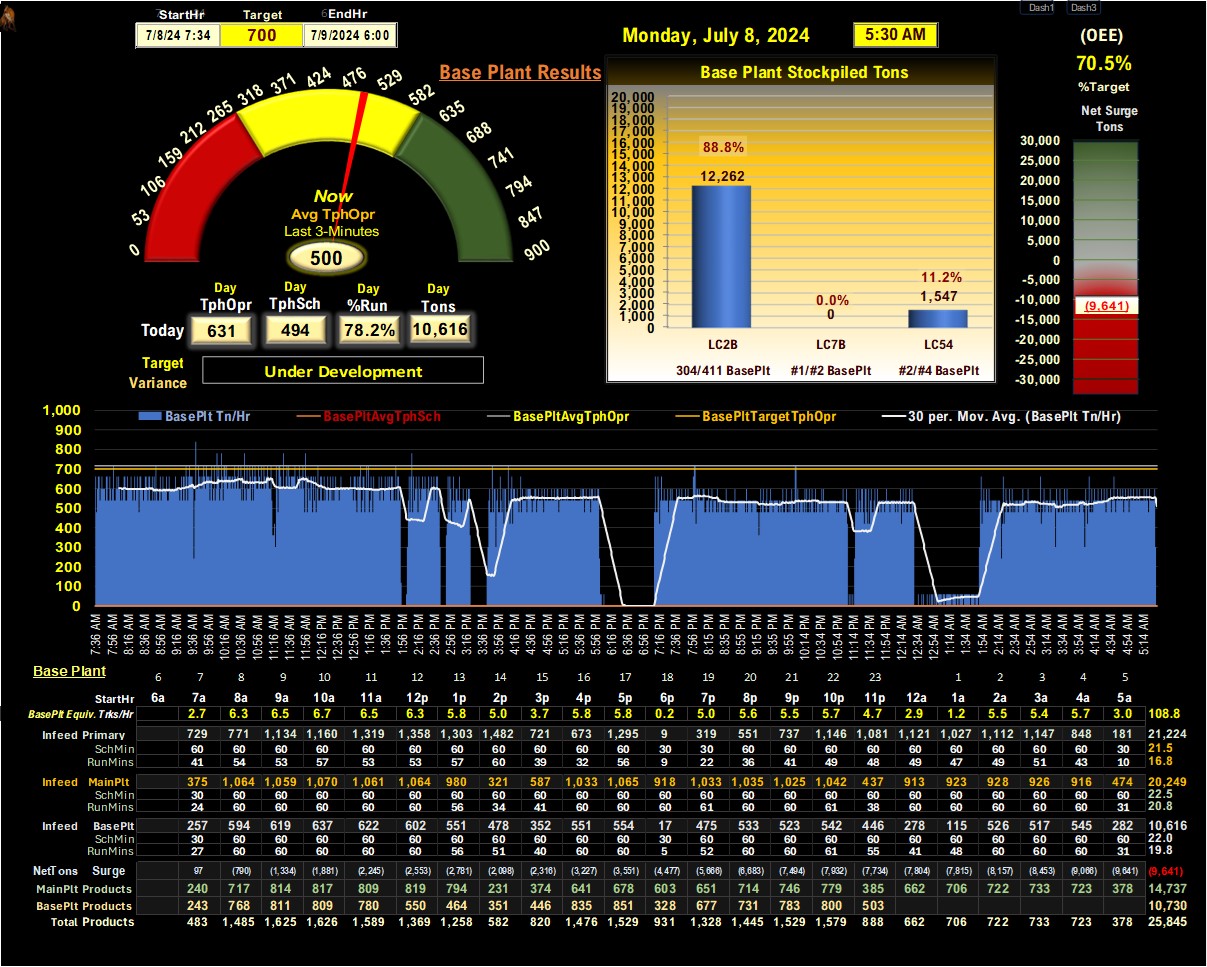 StartHr Target EndHr
7/8/24 7:34 700 7/9/2024 6:00
Dash1 Dash3
Monday, July 8, 2024 5:30 AM
(OEE)
70.5%
%Target
Net Surge
Tons
30,000
25,000
20,000
15,000
10,000
5,000
0
-5,000
-10,000
(9,641)
-15,000
-20,000
-25,000
-30,000
Base Plant Results
0 53 106 159 212 265 318 371 424 476 529 582 635 688 741 794 847 900
Now
Avg TphOpr
Last 3-Minutes
500
Day Day Day Day
TphOpr TphSch %Run Tons
Today 631 494 78.2% 10,616
Target
Variance
Under Development
Base Plant Stockpiled Tons
20,000
19,000
18,000
17,000
16,000
15,000
14,000
13,000
12,000
11,000
10,000
9,000
8,000
7,000
6,000
5,000
4,000
3,000
2,000
1,000
0
88.8%
12,262
0.0%
0
11.2%
1,547
LC2B LC7B LC54
304/411 BasePlt #1/#2 BasePlt #2/#4 BasePlt
BasePlt Tn/Hr BasePltAvgTphSch BasePltAvgTphOpr BasePltTargetTphOpr 30 per. Mov. Avg. (BasePlt Tn/Hr)
1,000
900
800
700
600
500
400
300
200
100
0
7:36 AM 7:56 AM 8:16 AM 8:36 AM 8:56 AM 9:16 AM 9:36 AM 9:56 AM 10:16 AM 10:36 AM 10:56 AM 11:16 AM 11:36 AM 11:56 AM 12:16 PM 12:36 PM 12:56 PM 1:16 PM 1:36 PM 1:56 PM 2:16 PM 2:36 PM 2:56 PM 3:16 PM 3:36 PM 3:56 PM 4:16 PM 4:36 PM 4:56 PM 5:16 PM 5:36 PM 5:56 PM 6:16 PM 6:36 PM 6:56 PM 7:16 PM 7:36 PM 7:56 PM 8:15 PM 8:35 PM 8:55 PM 9:15 PM 9:35 PM 9:55 PM 10:14 PM 10:34 PM 10:54 PM 11:14 PM 11:34 PM 11:54 PM 12:14 AM 12:34 AM 12:54 AM 1:14 AM 1:34 AM 1:54 AM 2:14 AM 2:34 AM 2:54 AM 3:14 AM 3:34 AM 3:54 AM 4:14 AM 4:34 AM 4:54 AM 5:14 AM
Base Plant
6 7 8 9 10 11 12 13 14 15 16 17 18 19 20 21 22 23 1 2 3 4 5
StartHr 6a 7a 8a 9a 10a 11a 12p 1p 2p 3p 4p 5p 6p 7p 8p 9p 10p 11p 12a 1a 2a 3a 4a 5a
BasePlt Equiv. Trks/Hr 2.7 6.3 6.5 6.7 6.5 6.3 5.8 5.0 3.7 5.8 5.8 0.2 5.0 5.6 5.5 5.7 4.7 2.9 1.2 5.5 5.4 5.7 3.0 108.8
Infeed Primary 729 771 1,134 1,160 1,319 1,358 1,303 1,482 721 673 1,295 9 319 551 737 1,146 1,081 1,121 1,027 1,112 1,147 848 181 21,224
SchMin 60 60 60 60 60 60 60 60 60 60 60 30 30 60 60 60 60 60 60 60 60 60 30 21.5
RunMins 41 54 53 57 53 53 57 60 39 32 56 9 22 36 41 49 48 49 47 49 51 43 10 16.8
Infeed MainPlt 375 1,064 1,059 1,070 1,061 1,064 980 321 587 1,033 1,065 918 1,033 1,035 1,025 1,042 437 913 923 928 926 916 474 20,249
SchMin 30 60 60 60 60 60 60 60 60 60 60 60 60 60 60 60 60 60 60 60 60 60 60 22.5
RunMins 24 60 60 60 60 60 56 34 41 60 60 60 61 60 60 61 38 60 60 60 60 60 31 20.8
Infeed BasePlt 257 594 619 637 622 602 551 478 352 551 554 17 475 533 523 542 446 278 115 526 517 545 282 10,616
SchMin 30 60 60 60 60 60 60 60 60 60 60 30 60 60 60 60 60 60 60 60 60 60 60 22.0
RunMins 27 60 60 60 60 60 56 51 40 60 60 5 52 60 60 61 55 41 48 60 60 60 31 19.8
NetTons Surge 97 (790) (1,334) (1,881) (2,245) (2,553) (2,781) (2,098) (2,316) (3,227) (3,551) (4,477) (5,666) (6,683) (7,494) (7,932) (7,734) (7,804) (7,815) (8,157) (8,453) (9,066) (9,641) (9,641)
MainPlt Products 240 717 814 817 809 819 794 231 374 641 678 603 651 714 746 779 385 662 706 722 733 723 378 14,737
BasePlt Products 243 768 811 809 780 550 464 351 446 835 851 328 677 731 783 800 503 10,730
Total Products 483 1,485 1,625 1,626 1,589 1,369 1,258 582 820 1,476 1,529 931 1,328 1,445 1,529 1,579 888 662 706 722 733 723 378 25,845